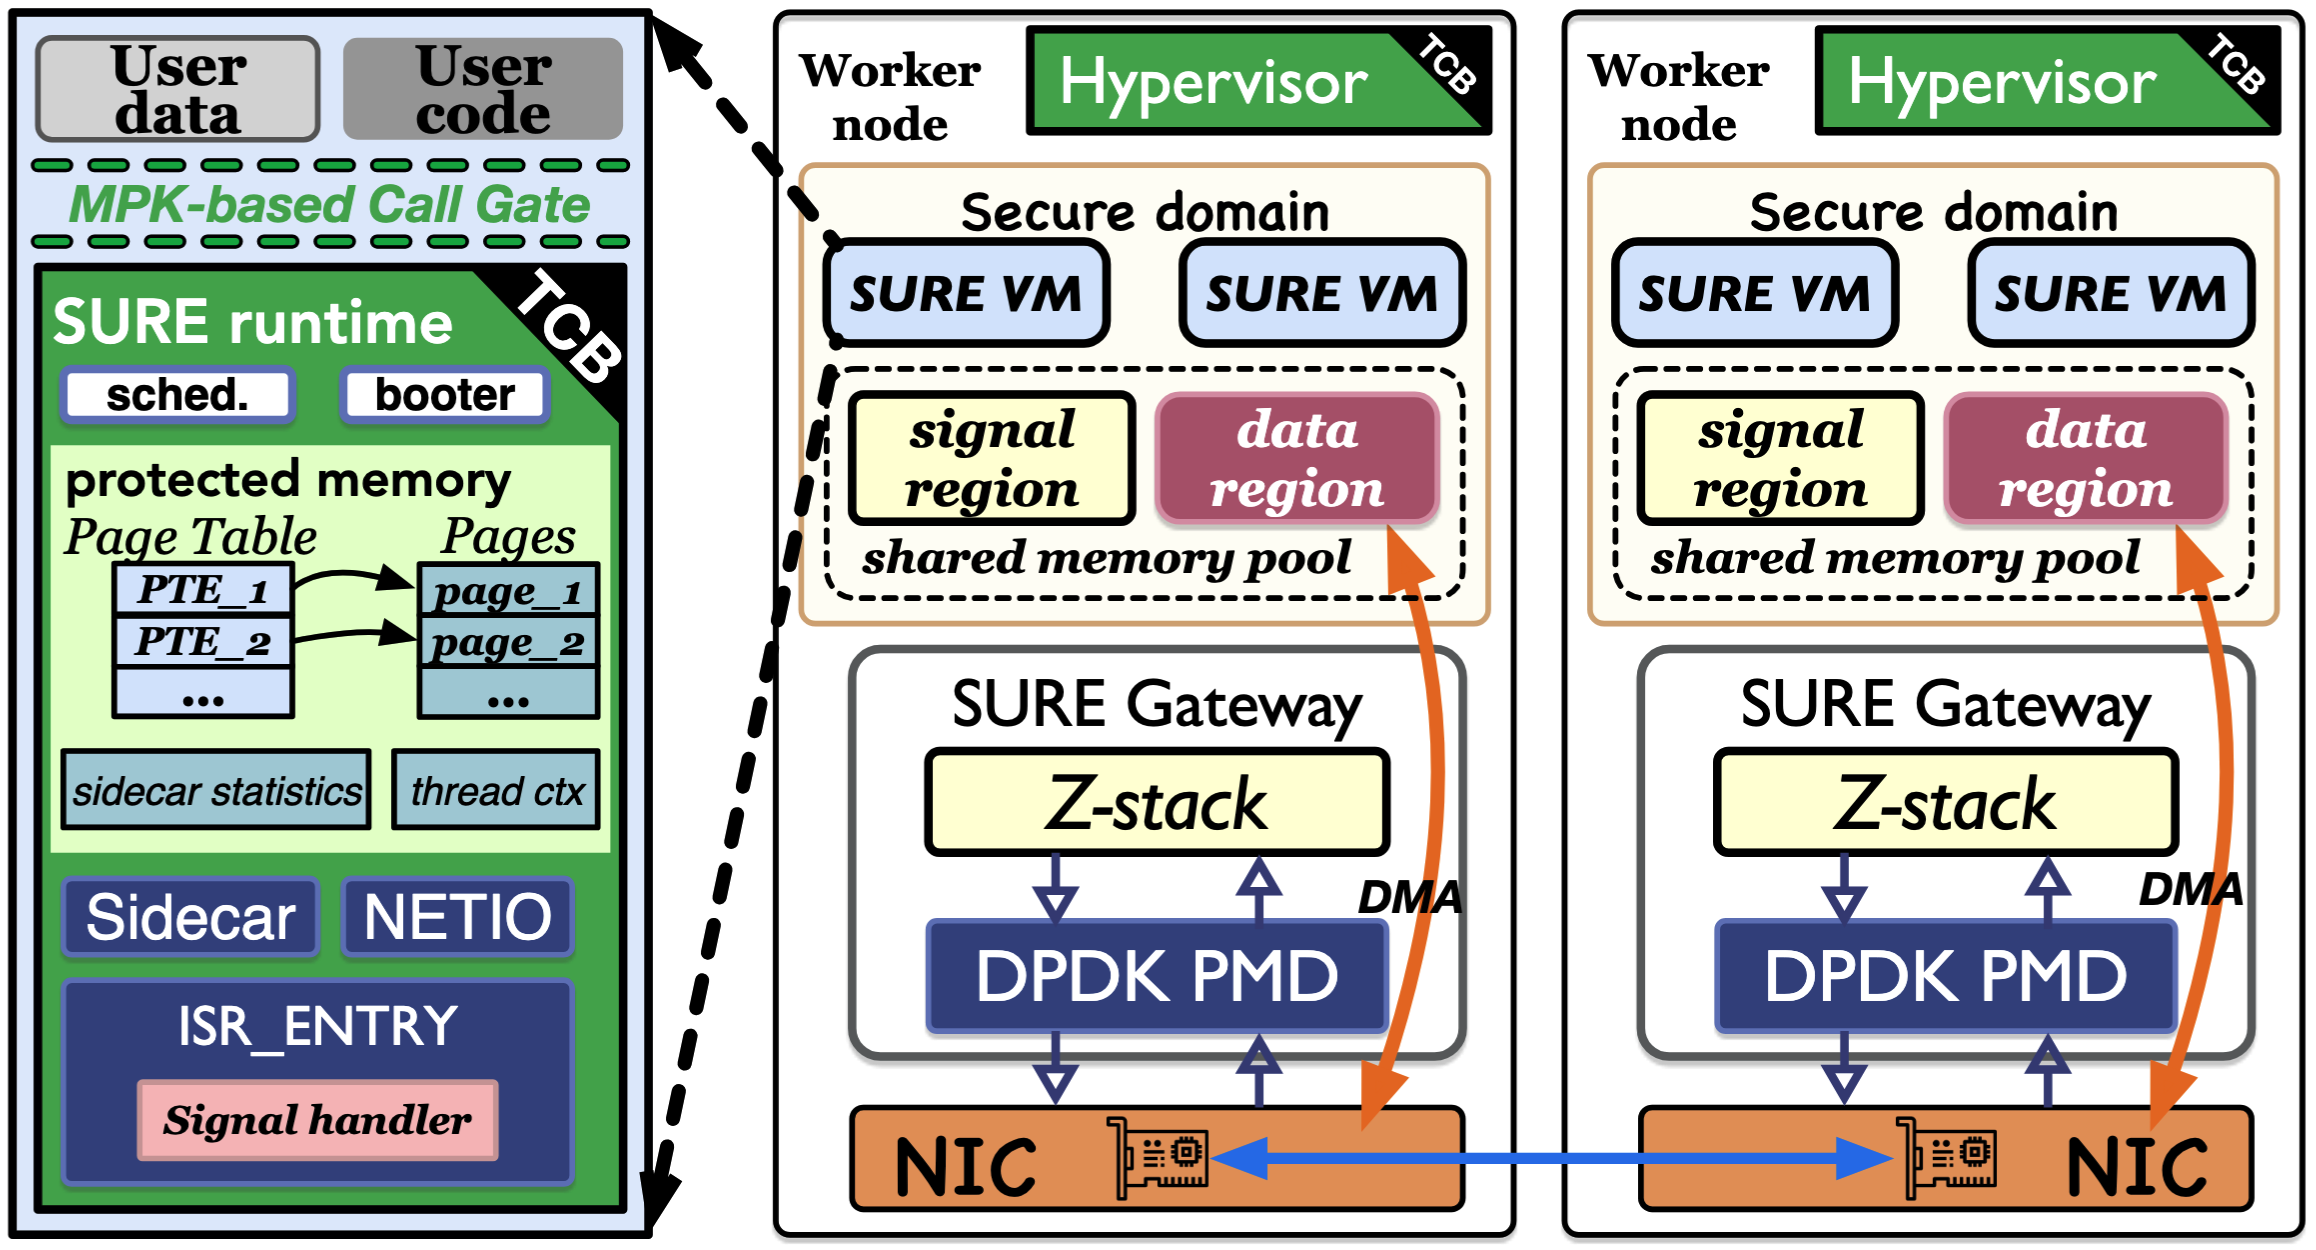 User
data
User
code
MPK-based Call Gate
SURE runtime
TCB
sched.
booter
protected memory
Page Table
Pages
PTE_1
page_1
PTE_2
page_2
...
...
sidecar statistics
thread ctx
Sidecar
NETIO
ISR_ENTRY
Signal handler
Worker
node
Hypervisor
TCB
Secure domain
SURE VM
SURE VM
signal
region
data
region
shared memory pool
SURE Gateway
Z-stack
DMA
DPDK PMD
NIC
Worker
node
Hypervisor
TCB
Secure domain
SURE VM
SURE VM
signal
region
data
region
shared memory pool
SURE Gateway
Z-stack
DMA
DPDK PMD
NIC